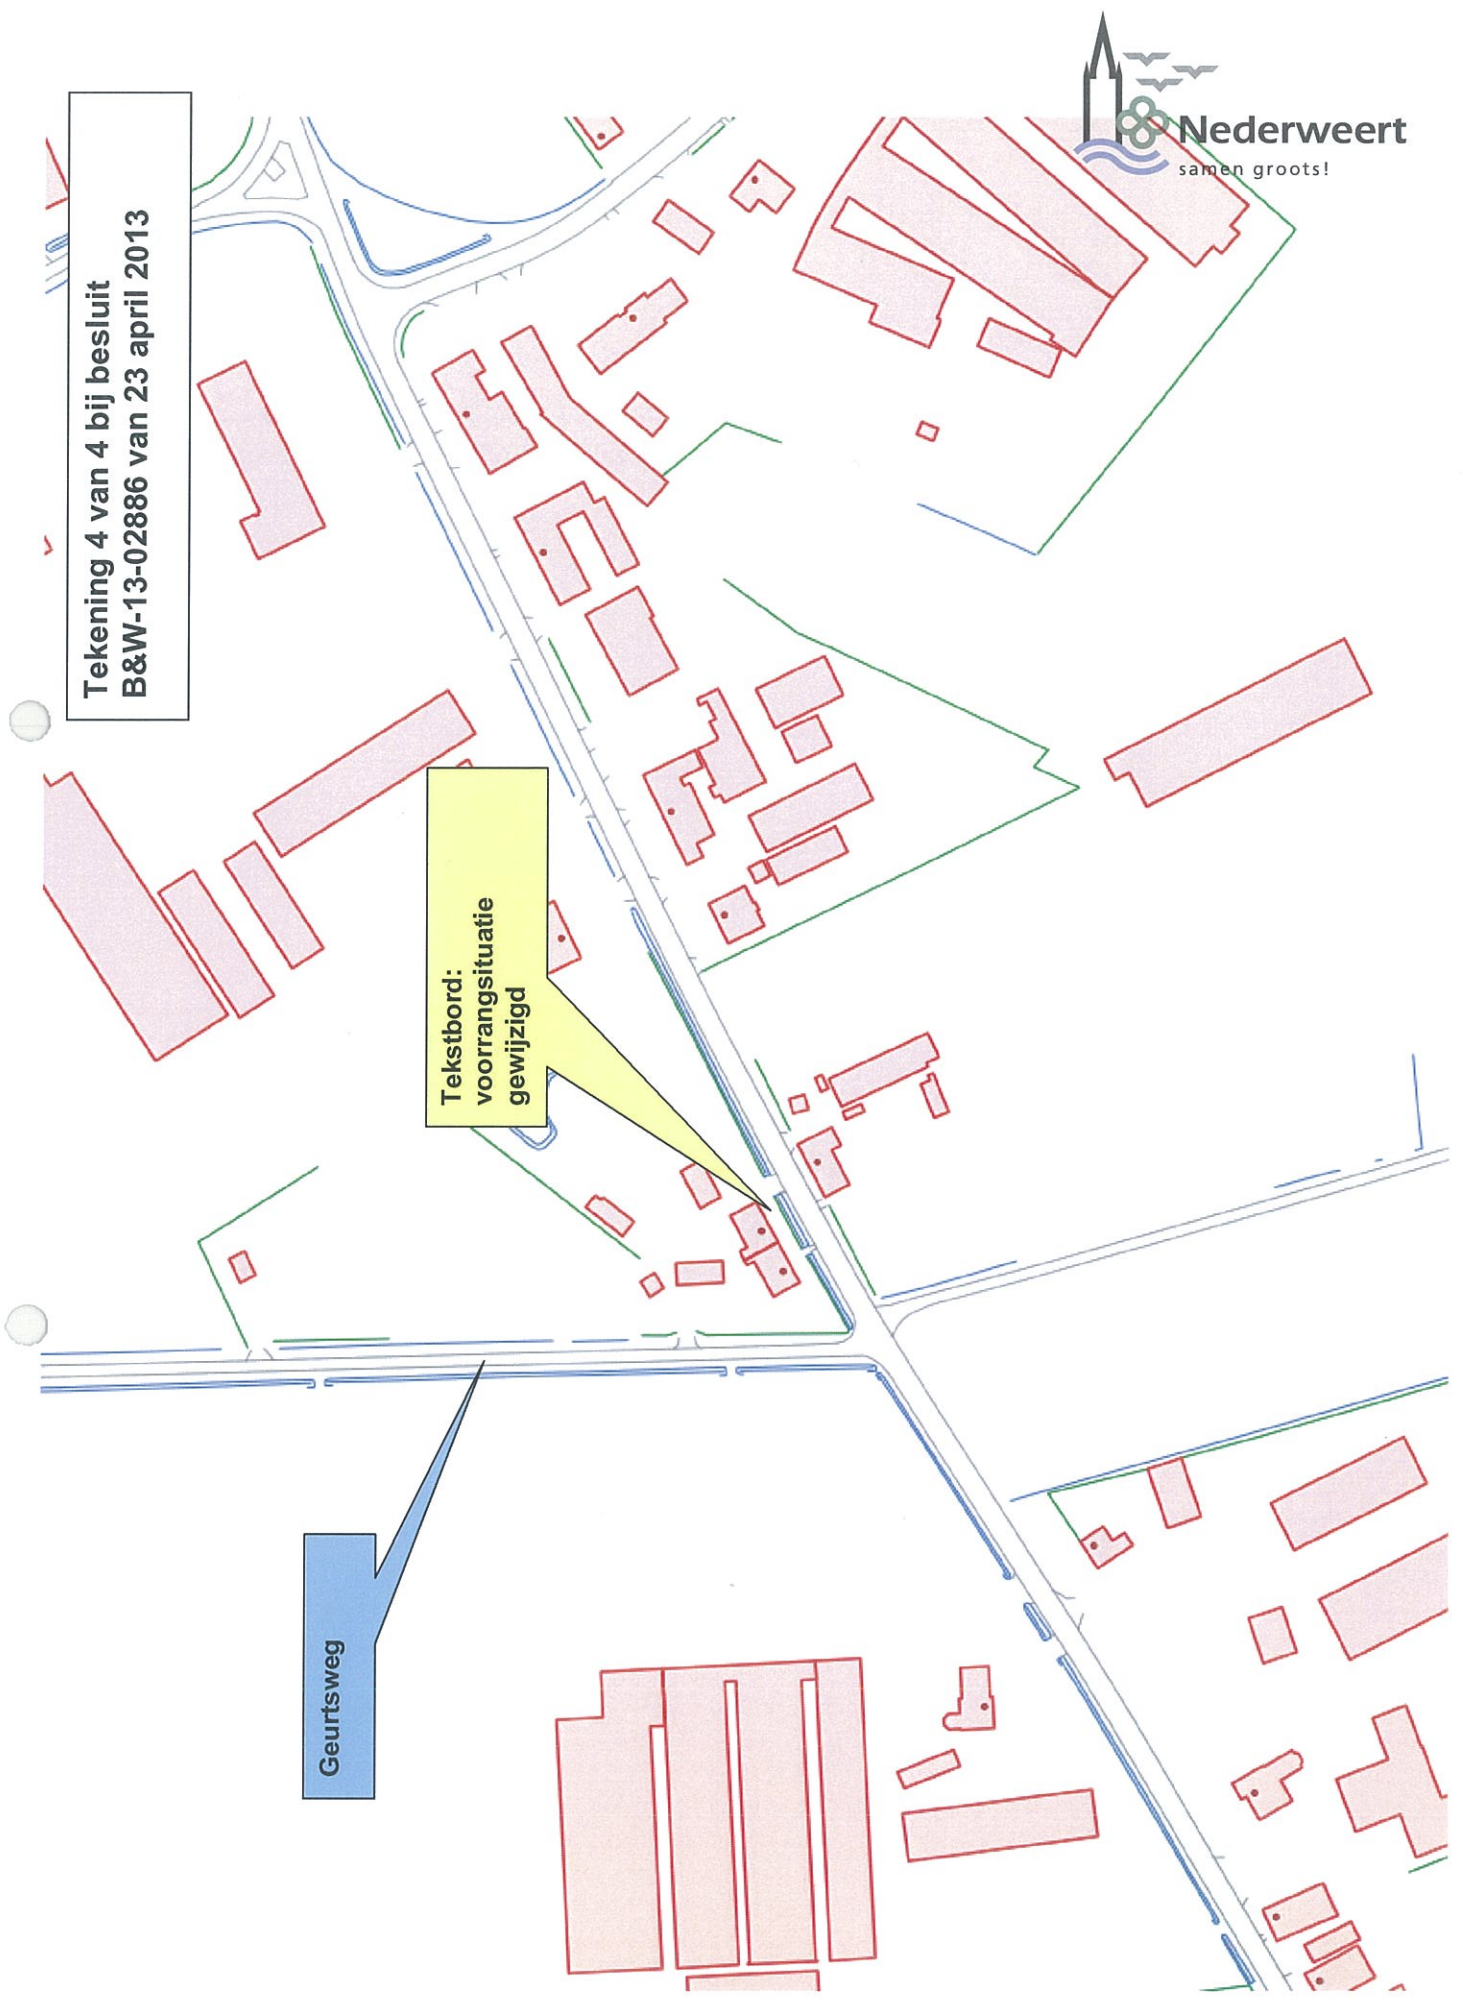 Nederweert
samen groots!
Tekening 4 van 4 bij besluit
B&W-13-02886 van 23 april 2013
Tekstbord:
voorrangsituatie
gewijzigd
Geurtsweg